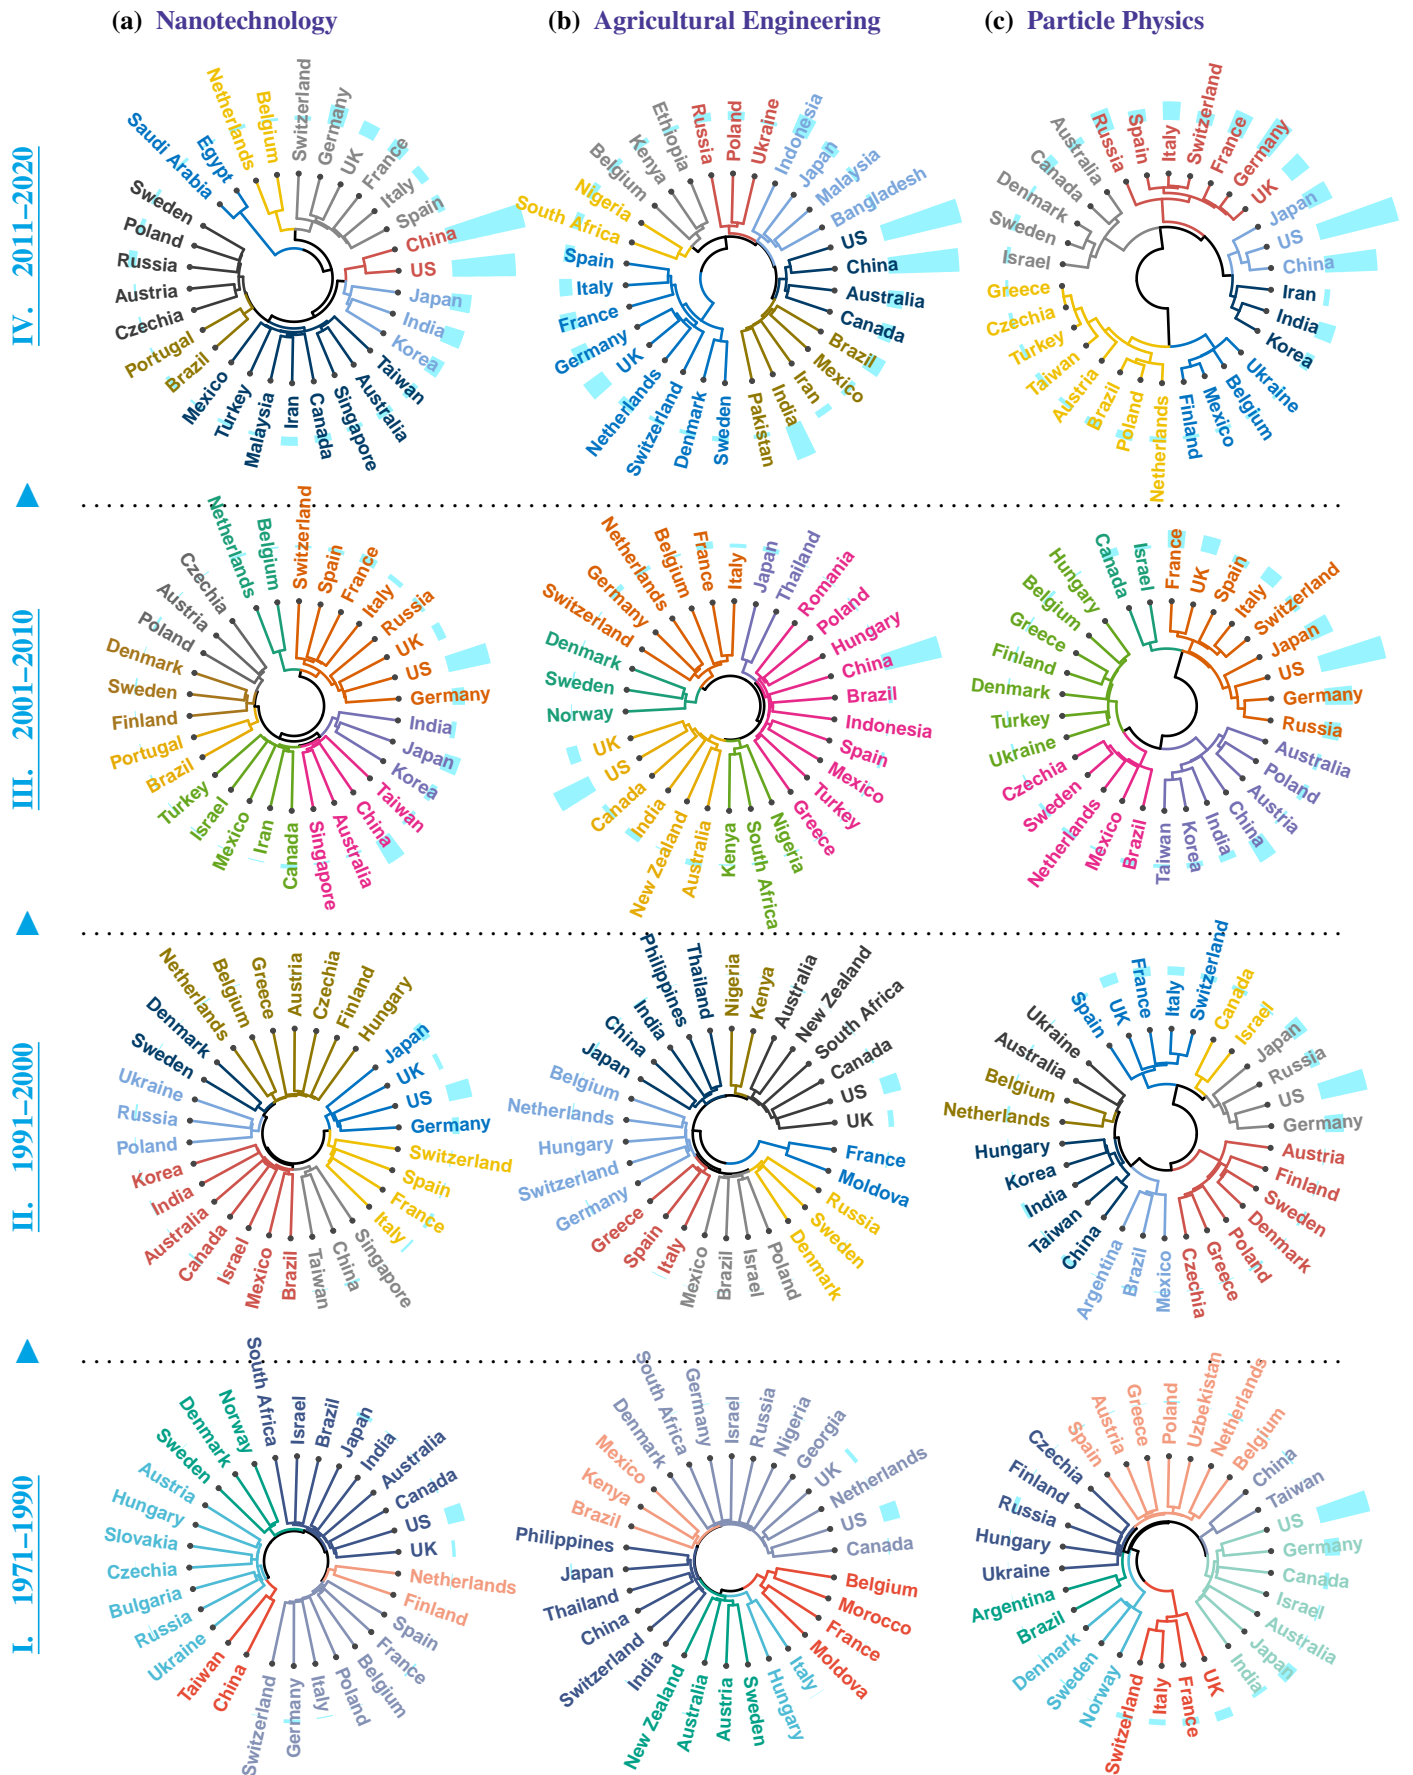 (a) Nanotechnology
(b) Agricultural Engineering
(c) Particle Physics
IV. 2011–2020
Switzerland
Germany
UK
France
Italy
Spain
China
US
Japan
India
Korea
Taiwan
Australia
Singapore
Canada
Iran
Malaysia
Turkey
Mexico
Brazil
Portugal
Czechia
Austria
Russia
Poland
Sweden
Saudi Arabia
Egypt
Netherlands
Belgium
Ukraine
Indonesia
Japan
Malaysia
Bangladesh
US
China
Australia
Canada
Brazil
Mexico
Iran
India
Pakistan
Sweden
Denmark
Switzerland
Netherlands
UK
Germany
France
Italy
Spain
South Africa
Nigeria
Belgium
Kenya
Ethiopia
Russia
Poland
Switzerland
France
Germany
UK
Japan
US
China
Iran
India
Korea
Ukraine
Belgium
Mexico
Finland
Netherlands
Poland
Brazil
Austria
Taiwan
Turkey
Czechia
Greece
Israel
Sweden
Denmark
Canada
Australia
Russia
Spain
Italy
III. 2001–2010
Switzerland
Spain
France
Italy
Russia
UK
US
Germany
India
Japan
Korea
Taiwan
China
Australia
Singapore
Canada
Iran
Mexico
Israel
Turkey
Brazil
Portugal
Finland
Sweden
Denmark
Poland
Austria
Czechia
Netherlands
Belgium
Italy
Japan
Thailand
Romania
Poland
Hungary
China
Brazil
Indonesia
Spain
Mexico
Turkey
Greece
Nigeria
South Africa
Kenya
Australia
New Zealand
India
Canada
US
UK
Norway
Sweden
Denmark
Switzerland
Germany
Netherlands
Belgium
France
France
UK
Spain
Italy
Switzerland
Japan
US
Germany
Russia
Australia
Poland
Austria
China
India
Korea
Taiwan
Brazil
Mexico
Netherlands
Sweden
Czechia
Ukraine
Turkey
Denmark
Finland
Greece
Belgium
Hungary
Canada
Israel
II. 1991–2000
Austria
Czechia
Finland
Hungary
Japan
UK
US
Germany
Switzerland
Spain
France
Italy
Singapore
China
Taiwan
Brazil
Mexico
Israel
Canada
Australia
India
Korea
Poland
Russia
Ukraine
Sweden
Denmark
Netherlands
Belgium
Greece
Nigeria
Kenya
Australia
New Zealand
South Africa
Canada
US
UK
France
Moldova
Russia
Sweden
Denmark
Poland
Israel
Brazil
Mexico
Italy
Spain
Greece
Germany
Switzerland
Hungary
Netherlands
Belgium
Japan
China
India
Philippines
Thailand
Italy
Switzerland
Canada
Israel
Japan
Russia
US
Germany
Austria
Finland
Sweden
Denmark
Poland
Greece
Czechia
Mexico
Brazil
Argentina
China
Taiwan
India
Korea
Hungary
Netherlands
Belgium
Australia
Ukraine
Spain
UK
France
I. 1971–1990
Israel
Brazil
Japan
India
Australia
Canada
US
UK
Netherlands
Finland
Spain
France
Belgium
Poland
Italy
Germany
Switzerland
China
Taiwan
Ukraine
Russia
Bulgaria
Czechia
Slovakia
Hungary
Austria
Sweden
Denmark
Norway
South Africa
Israel
Russia
Nigeria
Georgia
UK
Netherlands
US
Canada
Belgium
Morocco
France
Moldova
Italy
Hungary
Sweden
Austria
Australia
New Zealand
India
Switzerland
China
Thailand
Japan
Philippines
Brazil
Kenya
Mexico
Denmark
South Africa
Germany
Poland
Uzbekistan
Netherlands
Belgium
China
Taiwan
US
Germany
Canada
Israel
Australia
Japan
India
UK
France
Italy
Switzerland
Norway
Sweden
Denmark
Brazil
Argentina
Ukraine
Hungary
Russia
Finland
Czechia
Spain
Austria
Greece